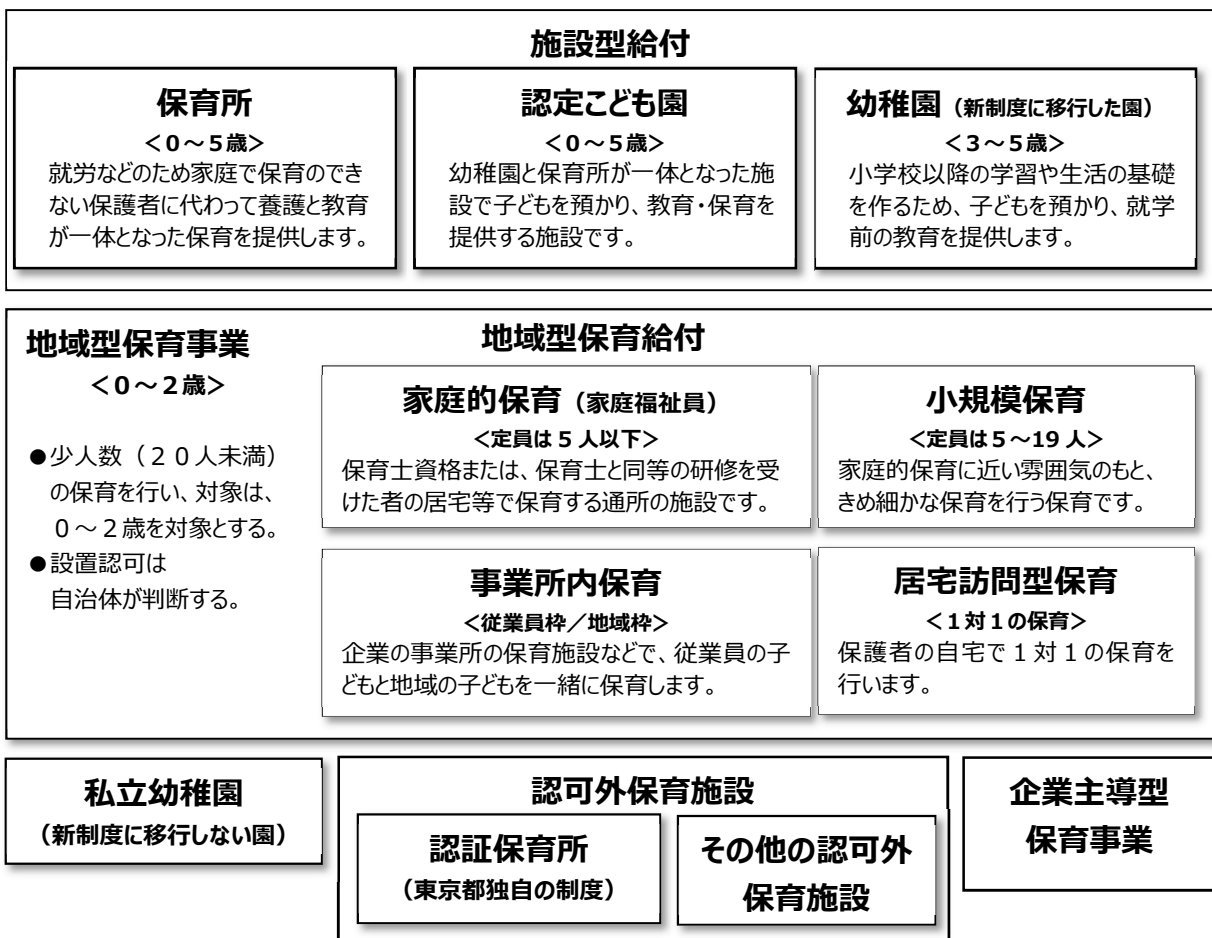 施設型給付
保育所
＜０～５歳＞
就労などのため家庭で保育のでき
ない保護者に代わって養護と教育
が一体となった保育を提供します。
認定こども園
＜０～５歳＞
幼稚園と保育所が一体となった施
設で子どもを預かり、教育・保育を
提供する施設です。
幼稚園（新制度に移行した園）
＜３～５歳＞
小学校以降の学習や生活の基礎
を作るため、子どもを預かり、就学
前の教育を提供します。
地域型保育事業
＜０～２歳＞
●少人数（２０人未満）
の保育を行い、対象は、
０～２歳を対象とする。
●設置認可は
自治体が判断する。
地域型保育給付
家庭的保育（家庭福祉員）
＜定員は 5 人以下＞
保育士資格または、保育士と同等の研修を受
けた者の居宅等で保育する通所の施設です。
小規模保育
＜定員は５～19 人＞
家庭的保育に近い雰囲気のもと、
きめ細かな保育を行う保育です。
事業所内保育
＜従業員枠／地域枠＞
企業の事業所の保育施設などで、従業員の子
どもと地域の子どもを一緒に保育します。
居宅訪問型保育
＜１対１の保育＞
保護者の自宅で１対１の保育を
行います。
私立幼稚園
（新制度に移行しない園）
認可外保育施設
認証保育所
（東京都独自の制度）
その他の認可外
保育施設
企業主導型
保育事業